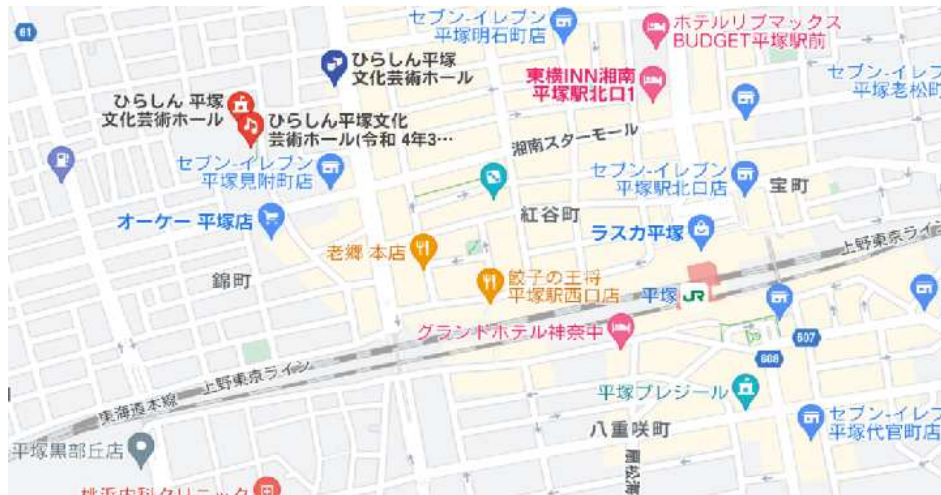 61
セブン-イレブン
平塚明石町店
ホテルリブマックス
BUDGET平塚駅前
ひらしん平塚
文化芸術ホール
東横INN湘南
平塚駅北口1
セブン-イレブン
平塚老松町
ひらしん 平塚
文化芸術ホール
ひらしん平塚文化
芸術ホール(令和 4年3…
湘南スターモール
セブン-イレブン
平塚見附町店
セブン-イレブン
平塚駅北口店
宝町
紅谷町
オーケー 平塚店
ラスカ平塚
老郷 本店
上野東京ライン
錦町
餃子の王将
平塚駅西口店
平塚
JR
グランドホテル神奈中
607
608
上野東京ライン
東海道本線
平塚プレジール
セブン-イレブン
平塚代官町店
八重咲町
平塚黒部丘店
桃浜内科クリニック